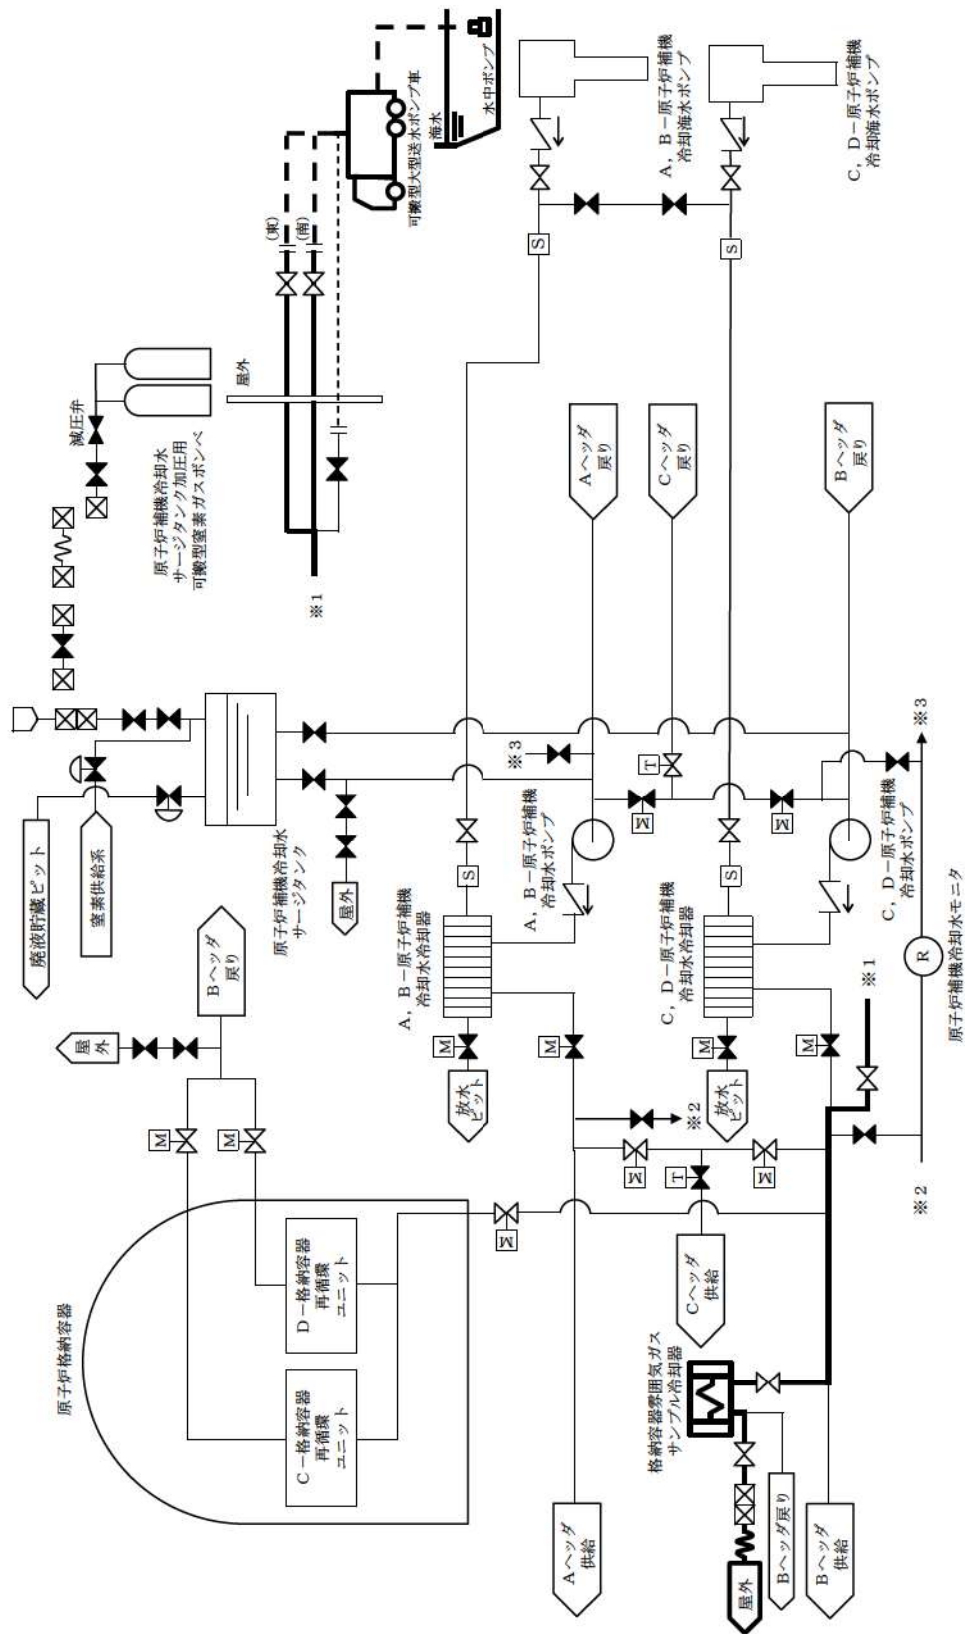 原子炉格納容器
C－格納容器
再循環
ユニット
D－格納容器
再循環
ユニット
M
M
屋外
Bヘッダ
戻り
廃液貯蔵ピット
窒素供給系
原子炉補機冷却水
サージタンク
屋外
減圧弁
原子炉補機冷却水
サージタンク加圧用
可搬型窒素ガスボンベ
屋外
※1
(東)
(南)
可搬型大型送水ポンプ車
海水
水中ポンプ
A，B－原子炉補機
冷却海水ポンプ
C，D－原子炉補機
冷却海水ポンプ
S
S
Aヘッダ
戻り
Cヘッダ
戻り
Bヘッダ
戻り
※3
T
M
M
A，B－原子炉補機
冷却水ポンプ
C，D－原子炉補機
冷却水ポンプ
※3
S
S
A，B－原子炉補機
冷却水冷却器
C，D－原子炉補機
冷却水冷却器
M
放水
ピット
M
M
放水
ピット
M
※1
R
原子炉補機冷却水モニタ
※2
※2
M
T
M
M
Cヘッダ
供給
格納容器雰囲気ガス
サンプル冷却器
Aヘッダ
供給
屋外
Bヘッダ戻り
Bヘッダ
供給